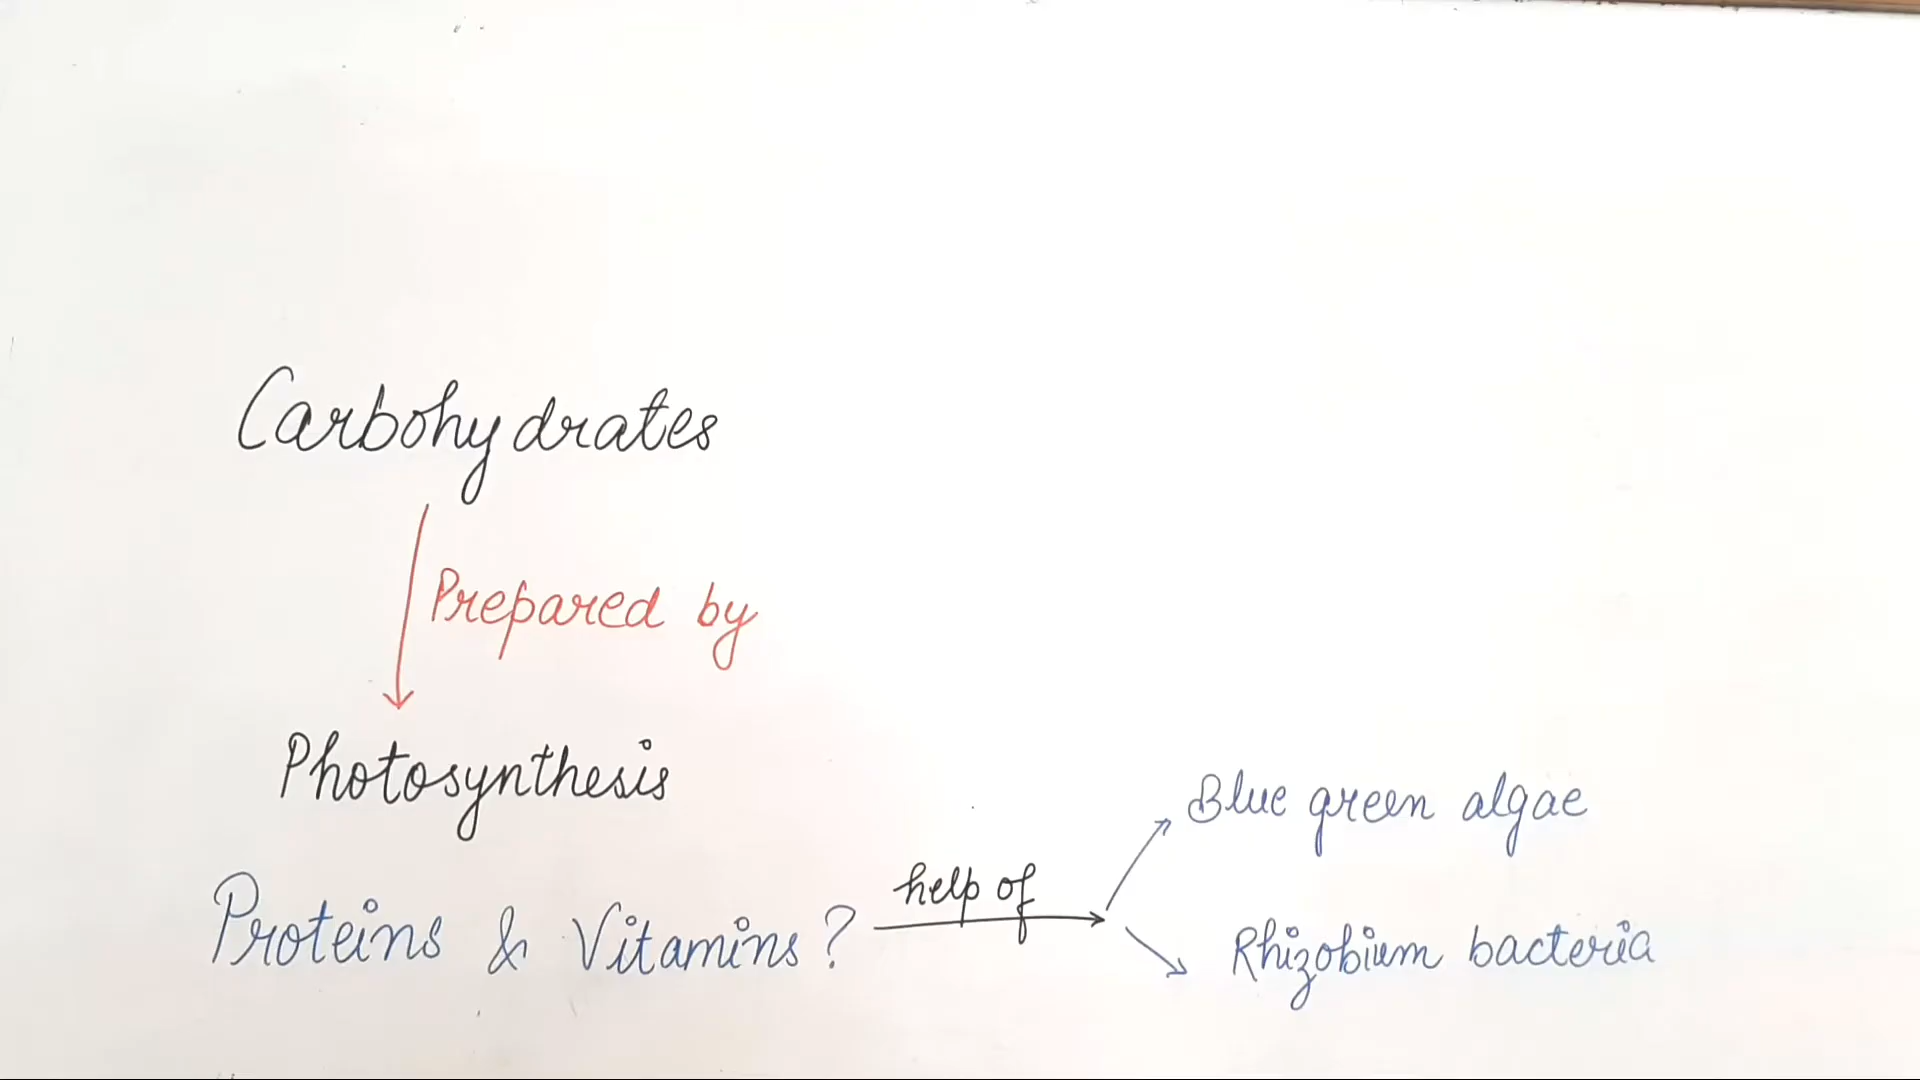 Carbohydrates
Prepared by
Photosynthesis
Proteins & Vitamins ?
help of
Blue green algae
Rhizobium bacteria